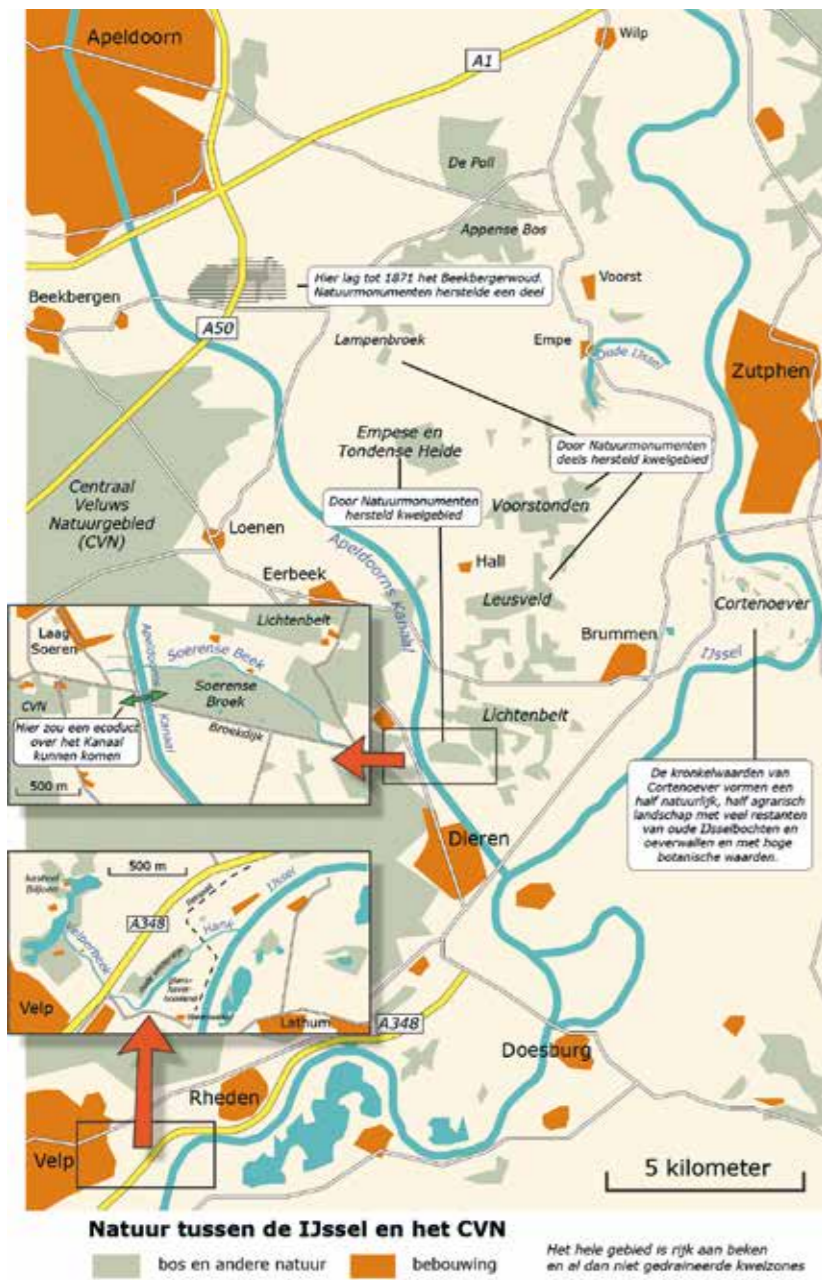 Apeldoorn
Wilp
A1
De Poll
Appense Bos
Hier lag tot 1871 het Beekbergerwoud.
Natuurmonumenten herstelde een deel
Voorst
Beekbergen
A50
Lampenbroek
Empe
Oude IJssel
Zutphen
Empese en
Tondense Heide
Door Natuurmonumenten
deels hersteld kwelgebied
Centraal
Veluws
Natuurgebied
(CVN)
Door Natuurmonumenten
hersteld kwelgebied
Voorstonden
Loenen
Apeldoorns Kanaal
Hall
Eerbeek
Leusveld
Cortenoever
Lichtenbelt
Laag
Soeren
Apeldoorns Kanaal
Soerense Beek
Brummen
IJssel
Soerense
Broek
CVN
Broekdijk
Hier zou een ecoduct
over het Kanaal
kunnen komen
500 m
Lichtenbelt
De kronkelwaarden van
Cortenoever vormen een
half natuurlijk, half agrarisch
landschap met veel restanten
van oude IJsselbochten en
oeverwallen en met hoge
botanische waarden.
Dieren
500 m
kasteel
Biljoen
A348
IJssel
Velperbeek
Velp
Lathum
A348
Doesburg
Rheden
Velp
5 kilometer
Natuur tussen de IJssel en het CVN
bos en andere natuur
bebouwing
Het hele gebied is rijk aan beken
en al dan niet gedraineerde kwelzones